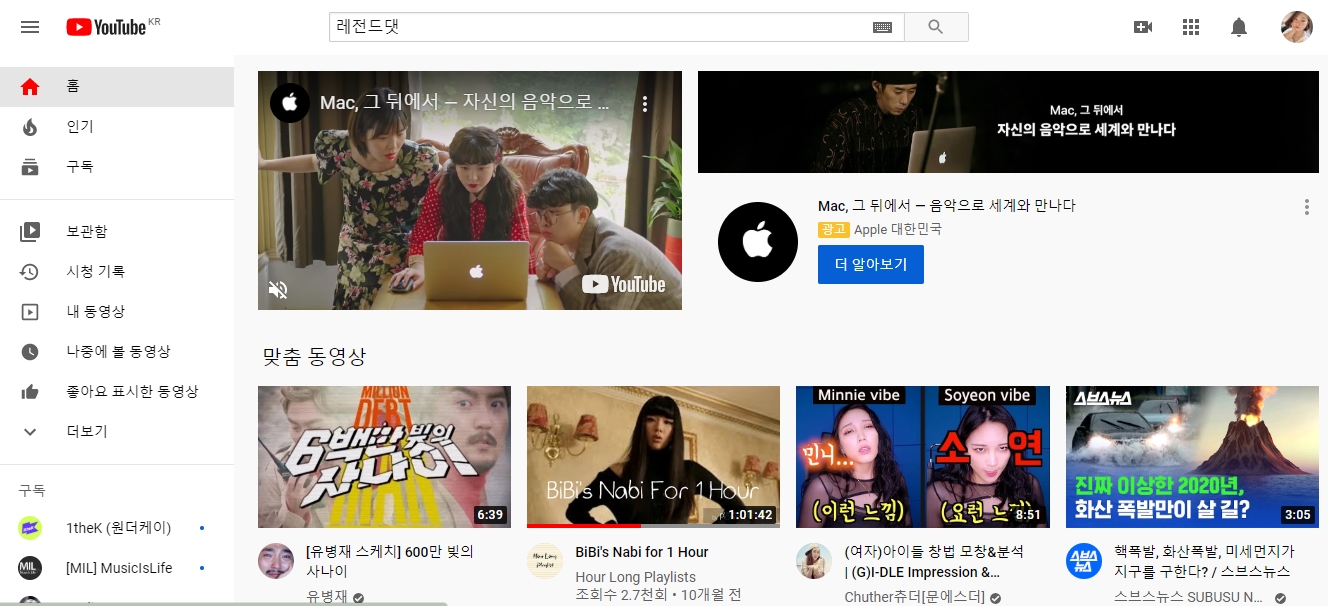 YouTube KR
레전드댓
홈
인기
구독
보관함
시청 기록
내 동영상
나중에 볼 동영상
좋아요 표시한 동영상
더보기
구독
1theK (원더케이)
[MIL] MusicIsLife
Mac, 그 뒤에서 – 자신의 음악으로 ...
YouTube
Mac, 그 뒤에서
자신의 음악으로 세계와 만나다
Mac, 그 뒤에서 – 음악으로 세계와 만나다
광고 Apple 대한민국
더 알아보기
맞춤 동영상
MILLION
DEBT
6백만 빛의
사나이
6:39
[유병재 스케치] 600만 빛의
사나이
유병재
BiBi's Nabi For 1 Hour
1:01:42
BiBi's Nabi for 1 Hour
Hour Long Playlists
조회수 2.7천회 • 10개월 전
Minnie vibe
Soyeon vibe
민니...
소연
(이런 느낌)
8:51
(여자)아이들 창법 모창&분석
| (G)I-DLE Impression &...
Chuther츄더[문에스더]
스브스뉴스
진짜 이상한 2020년,
화산 폭발만이 살 길?
3:05
스브스뉴스
핵폭발, 화산폭발, 미세먼지가
지구를 구한다? / 스브스뉴스
스브스뉴스 SUBUSU N...